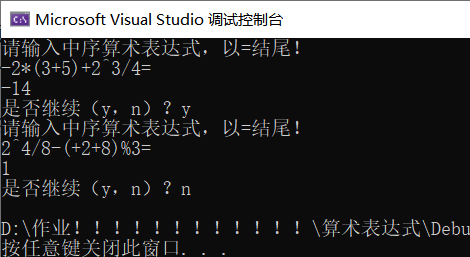 Microsoft Visual Studio 调试控制台
请输入中序算术表达式，以=结尾！
-2*(3+5)+2^3/4=
-14
是否继续（y，n）？y
请输入中序算术表达式，以=结尾！
2^4/8-(+2+8)%3=
1
是否继续（y，n）？n
D:\作业！！！！！！！！！！！！！\算术表达式\Debu
按任意键关闭此窗口. . .